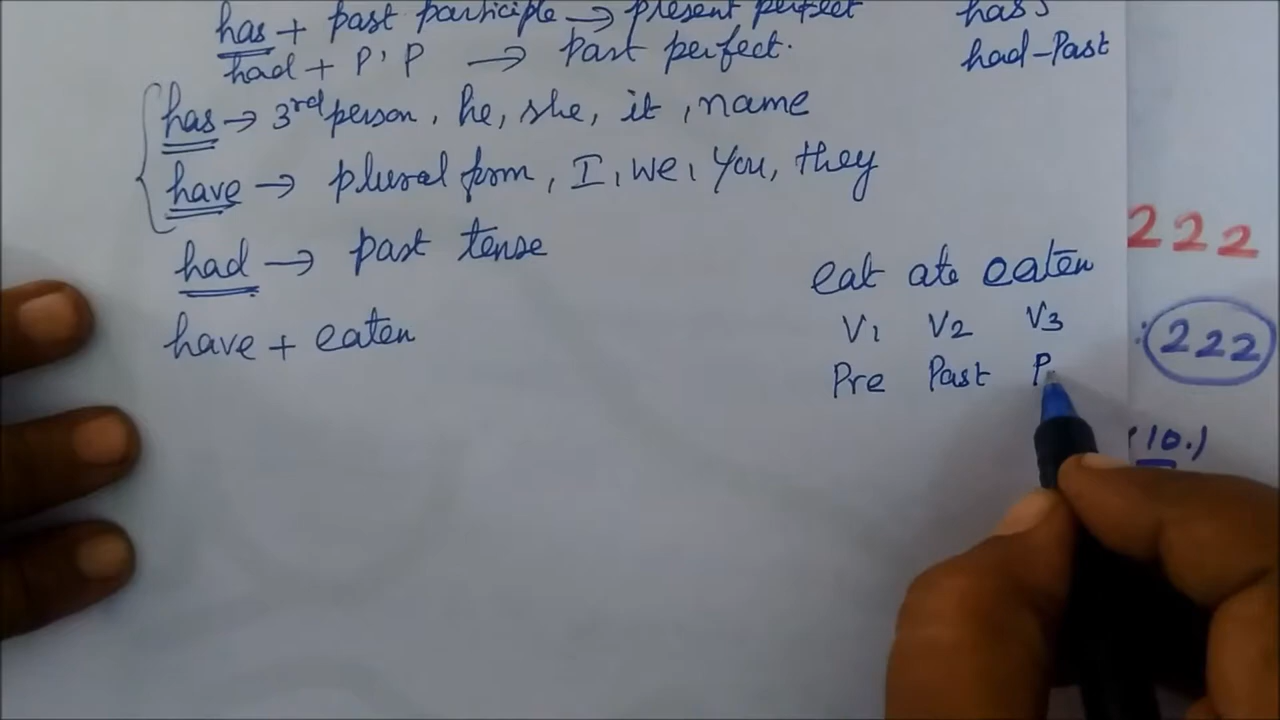 has + past participle → present perfect
has
had + P.P → past perfect.
had-Past
has → 3rd person, he, she, it, name
have → plural form, I, we, you, they
had → past tense
eat ate eaten
have + eaten
V1 V2 V3
Pre Past P
222
: 222
10.)